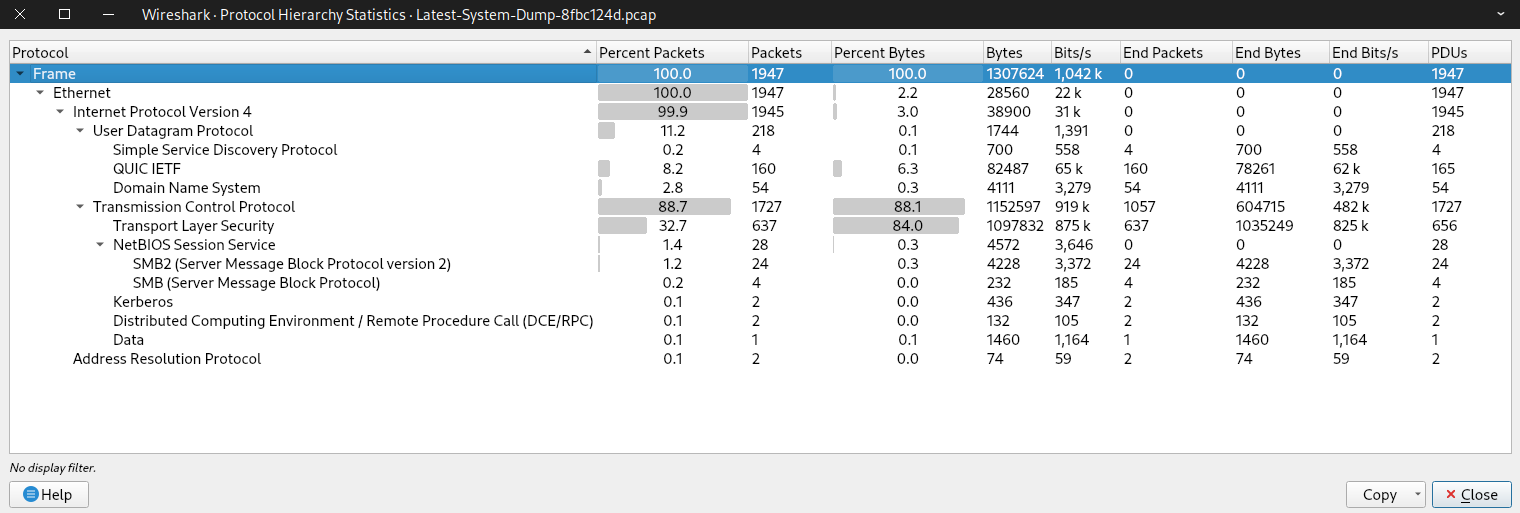 Wireshark · Protocol Hierarchy Statistics · Latest-System-Dump-8fbc124d.pcap
Protocol Percent Packets Packets Percent Bytes Bytes Bits/s End Packets End Bytes End Bits/s PDUs
Frame 100.0 1947 100.0 1307624 1,042 k 0 0 0 1947
Ethernet 100.0 1947 2.2 28560 22 k 0 0 0 1947
Internet Protocol Version 4 99.9 1945 3.0 38900 31 k 0 0 0 1945
User Datagram Protocol 11.2 218 0.1 1744 1,391 0 0 0 218
Simple Service Discovery Protocol 0.2 4 0.1 700 558 4 700 558 4
QUIC IETF 8.2 160 6.3 82487 65 k 160 78261 62 k 165
Domain Name System 2.8 54 0.3 4111 3,279 54 4111 3,279 54
Transmission Control Protocol 88.7 1727 88.1 1152597 919 k 1057 604715 482 k 1727
Transport Layer Security 32.7 637 84.0 1097832 875 k 637 1035249 825 k 656
NetBIOS Session Service 1.4 28 0.3 4572 3,646 0 0 0 28
SMB2 (Server Message Block Protocol version 2) 1.2 24 0.3 4228 3,372 24 4228 3,372 24
SMB (Server Message Block Protocol) 0.2 4 0.0 232 185 4 232 185 4
Kerberos 0.1 2 0.0 436 347 2 436 347 2
Distributed Computing Environment / Remote Procedure Call (DCE/RPC) 0.1 2 0.0 132 105 2 132 105 2
Data 0.1 1 0.1 1460 1,164 1 1460 1,164 1
Address Resolution Protocol 0.1 2 0.0 74 59 2 74 59 2
No display filter.
Help Copy Close